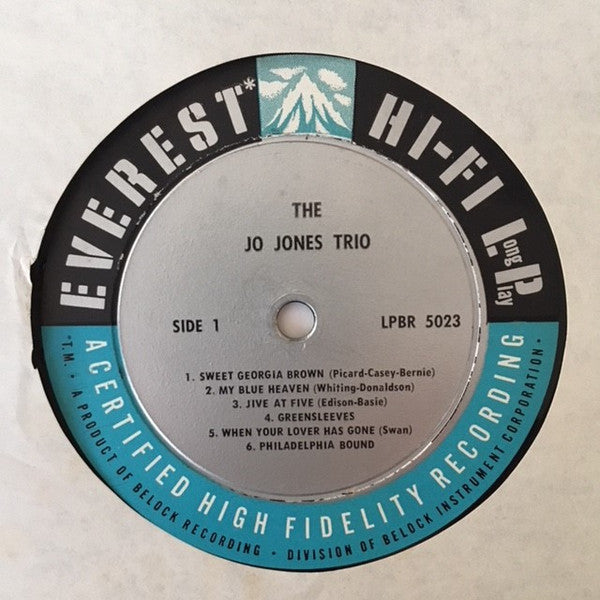 EVEREST*
HI-FI Long Play
THE
JO JONES TRIO
SIDE 1
LPBR 5023
1. SWEET GEORGIA BROWN (Picard-Casey-Bernie)
2. MY BLUE HEAVEN (Whiting-Donaldson)
3. JIVE AT FIVE (Edison-Basie)
4. GREENSLEEVES
5. WHEN YOUR LOVER HAS GONE (Swan)
6. PHILADELPHIA BOUND
A CERTIFIED HIGH FIDELITY RECORDING
*T.M. • A PRODUCT OF BELOCK RECORDING • DIVISION OF BELOCK INSTRUMENT CORPORATION •